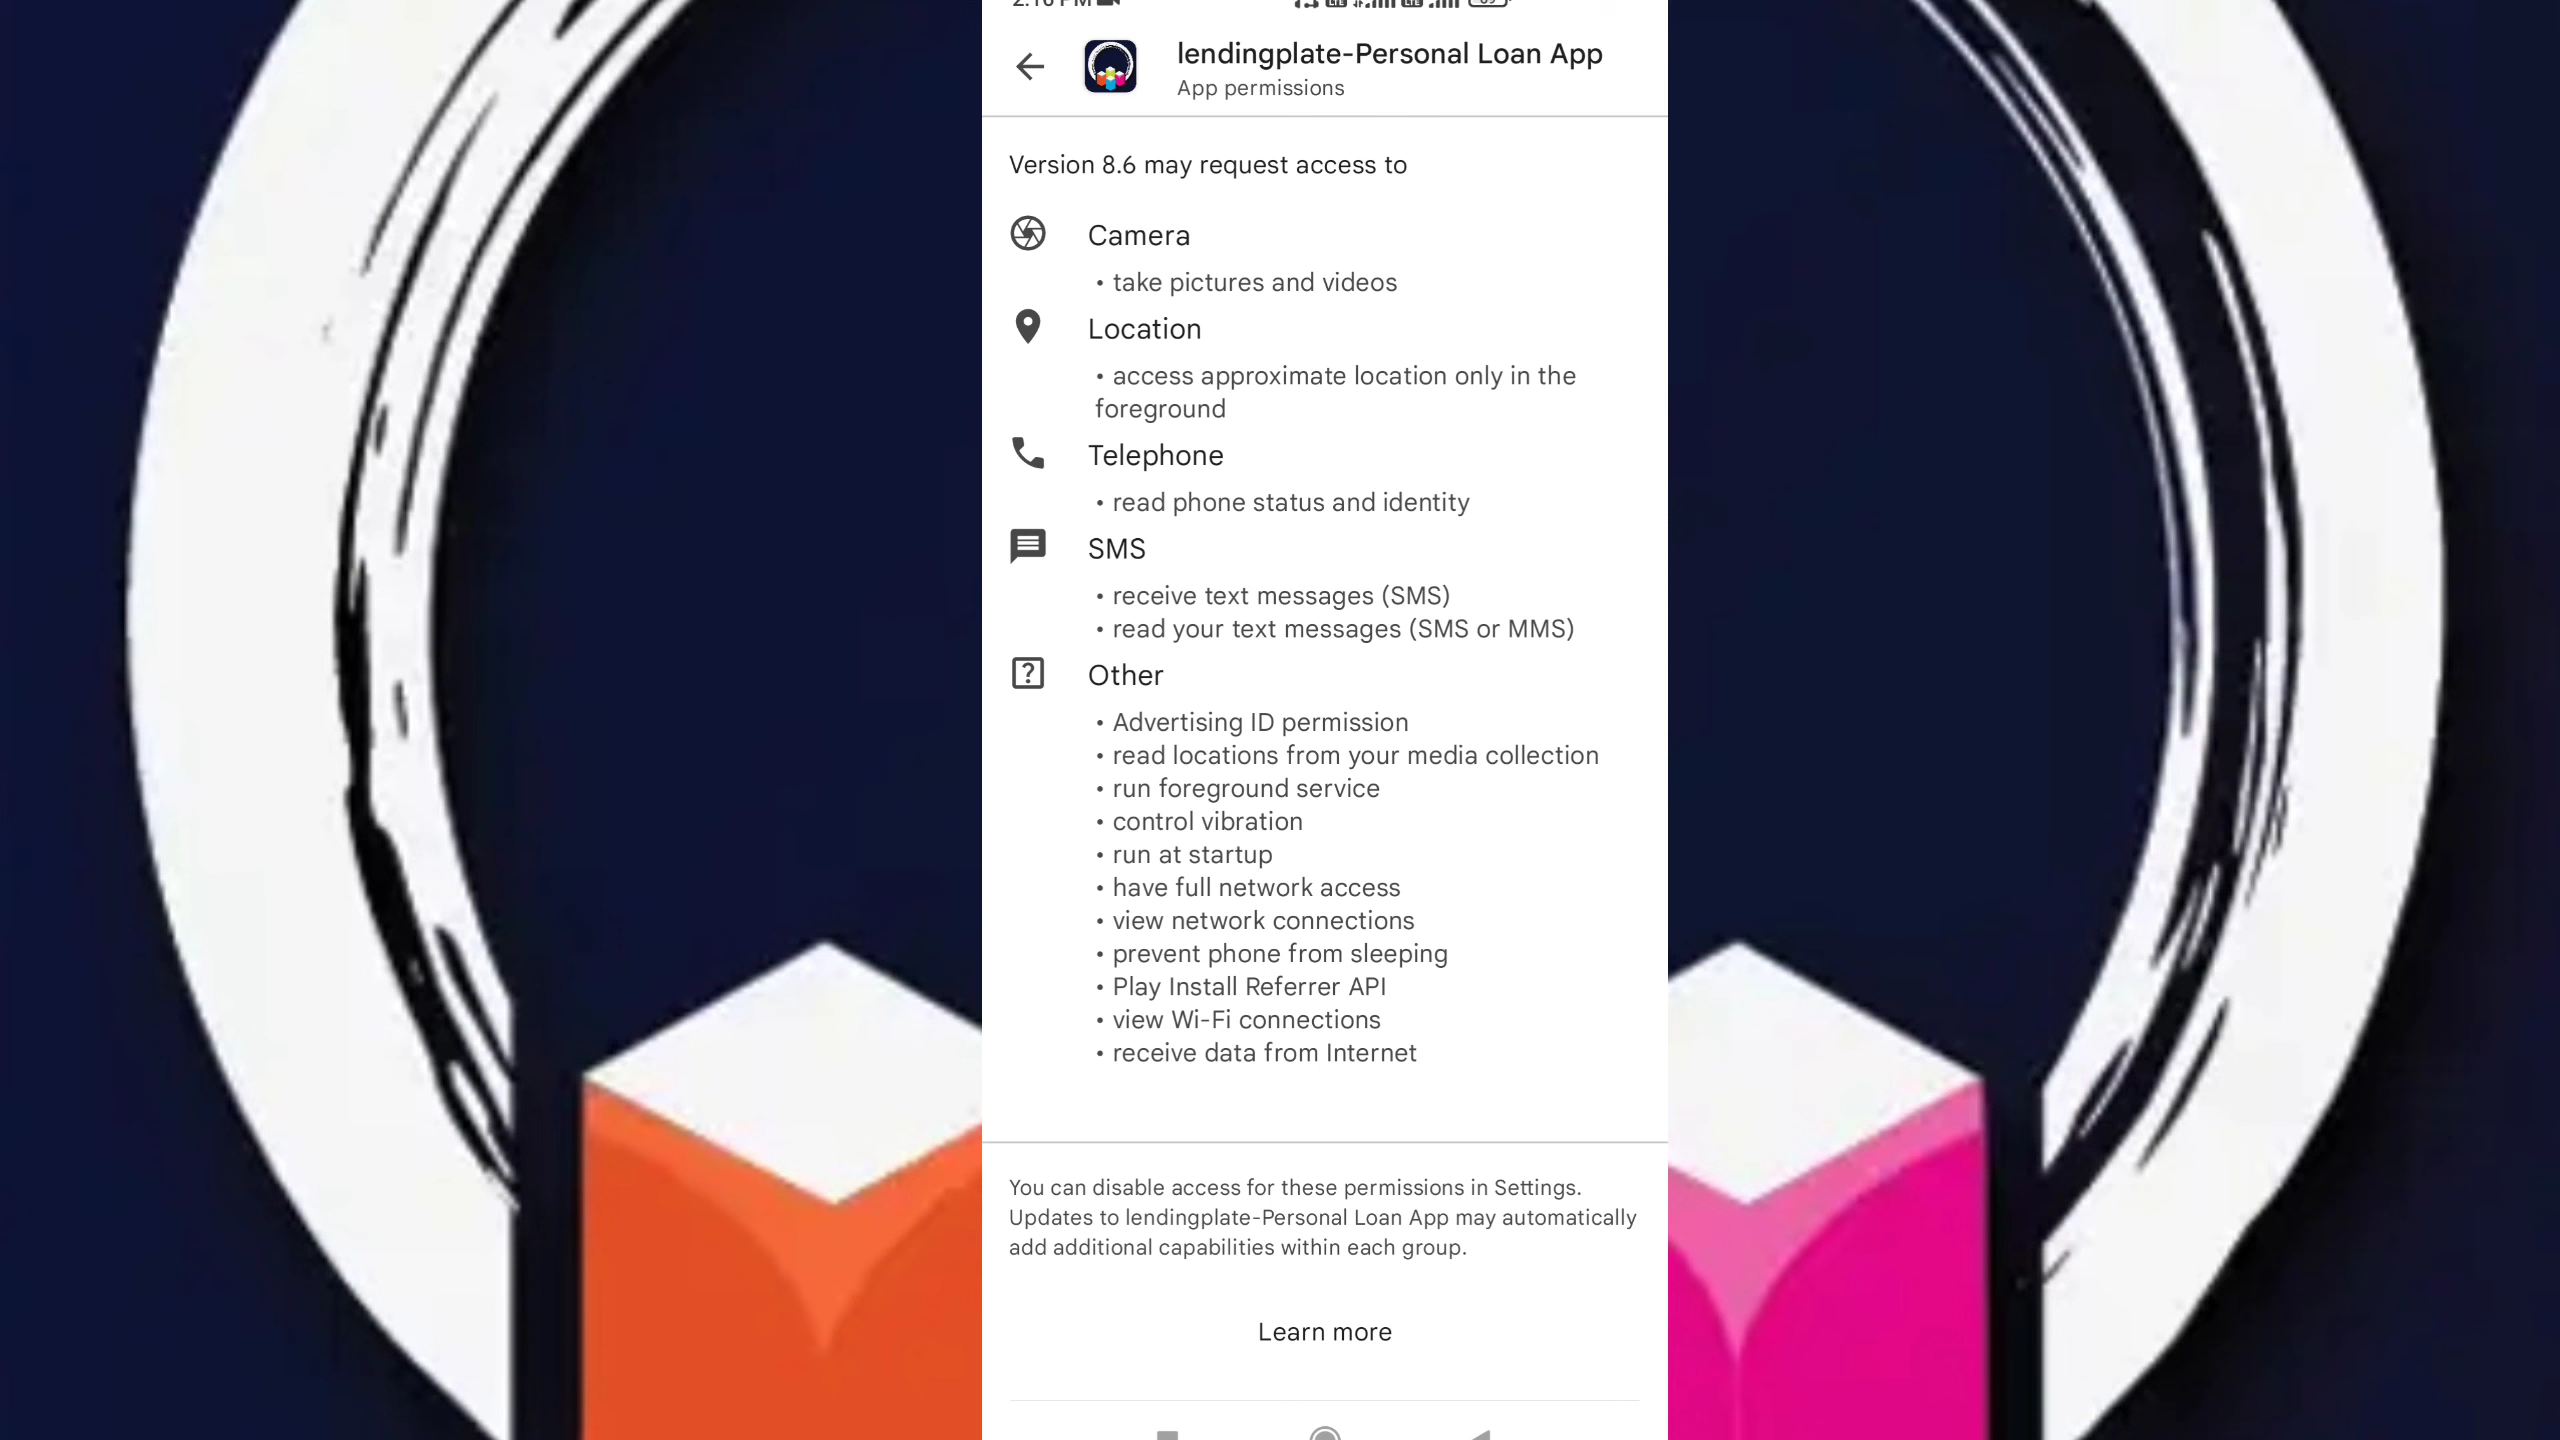 2:16 PM
lendingplate-Personal Loan App
App permissions
Version 8.6 may request access to
Camera
• take pictures and videos
Location
• access approximate location only in the
foreground
Telephone
• read phone status and identity
SMS
• receive text messages (SMS)
• read your text messages (SMS or MMS)
Other
• Advertising ID permission
• read locations from your media collection
• run foreground service
• control vibration
• run at startup
• have full network access
• view network connections
• prevent phone from sleeping
• Play Install Referrer API
• view Wi-Fi connections
• receive data from Internet
You can disable access for these permissions in Settings.
Updates to lendingplate-Personal Loan App may automatically
add additional capabilities within each group.
Learn more